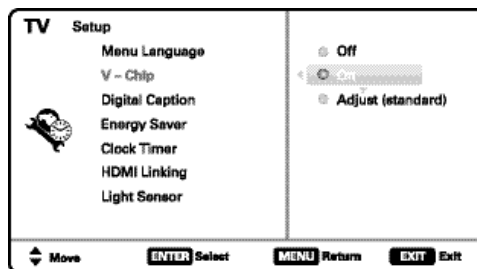 TV Setup
Menu Language
V - Chip
Digital Caption
Energy Saver
Clock Timer
HDMI Linking
Light Sensor
Off
On
Adjust (standard)
Move ENTER Select MENU Return EXIT Exit